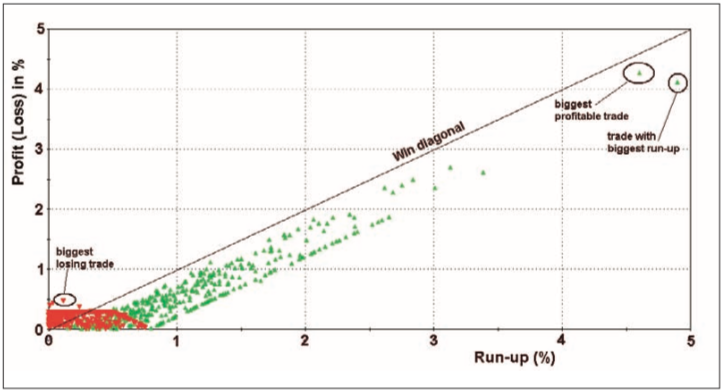 Profit (Loss) in %
5
4
3
2
1
0
biggest
profitable trade
trade with
biggest run-up
Win diagonal
biggest
losing trade
0
1
2
3
4
5
Run-up (%)